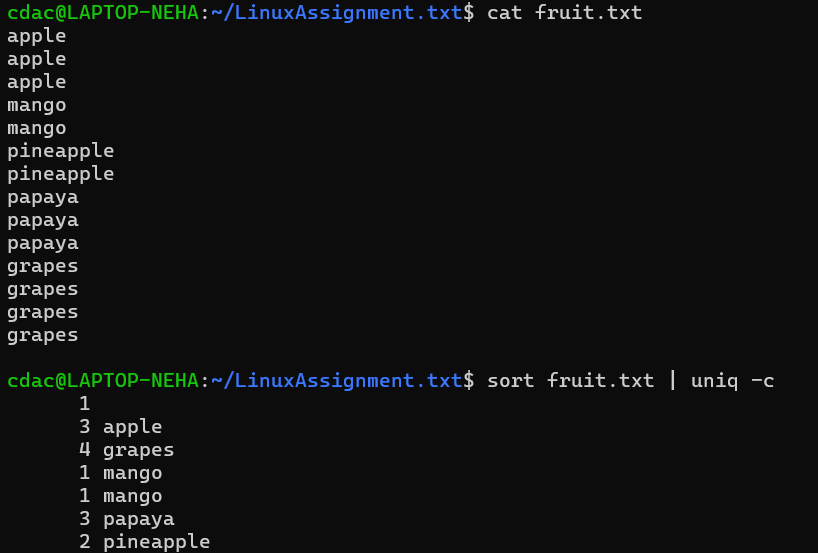 cdac@LAPTOP-NEHA:~/LinuxAssignment.txt$ cat fruit.txt
apple
apple
apple
mango
mango
pineapple
pineapple
papaya
papaya
papaya
grapes
grapes
grapes
grapes

cdac@LAPTOP-NEHA:~/LinuxAssignment.txt$ sort fruit.txt | uniq -c
      1
      3 apple
      4 grapes
      1 mango
      1 mango
      3 papaya
      2 pineapple